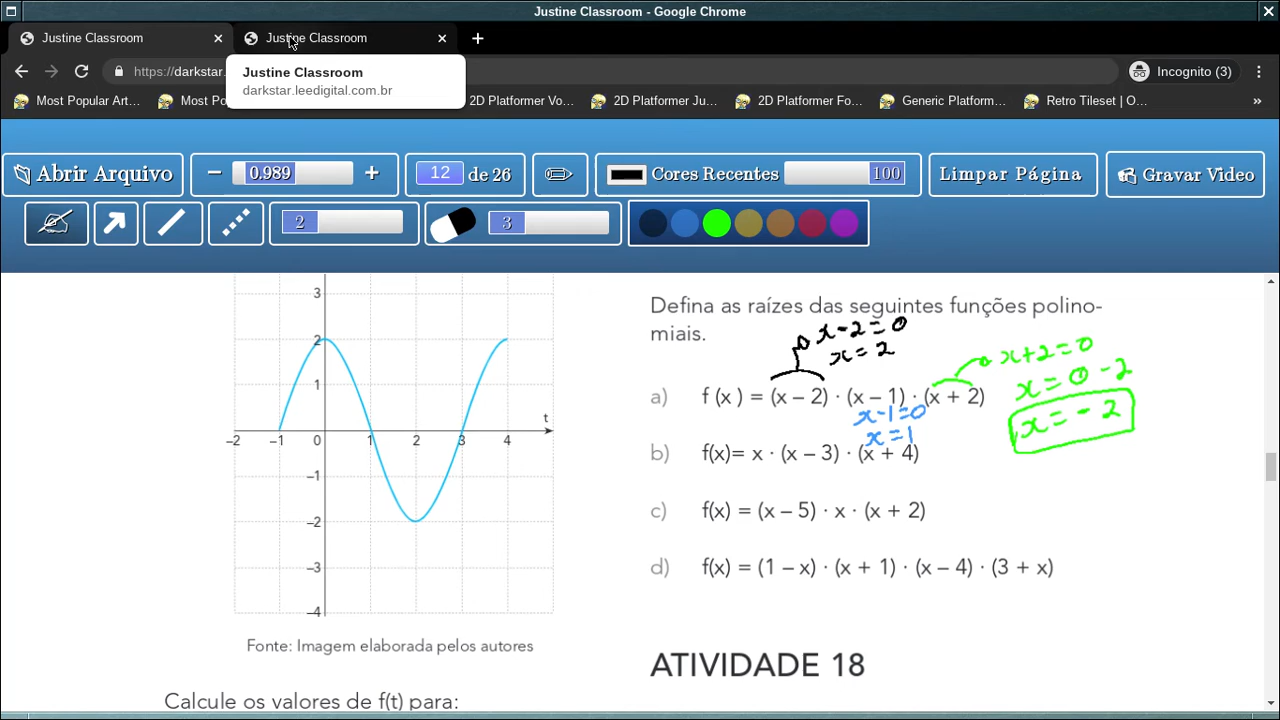 Justine Classroom - Google Chrome
Justine Classroom
Justine Classroom
https://darkstar.
Incognito (3)
Justine Classroom
darkstar.leedigital.com.br
Most Popular Art...
Most Po
2D Platformer Vo...
2D Platformer Ju...
2D Platformer Fo...
Generic Platformer...
Retro Tileset | O...
Abrir Arquivo
0,989
12 de 26
Cores Recentes
100
Limpar Página
Gravar Video
2
3
3
2
1
t
-2 -1 0 1 2 3 4
-1
-2
-3
-4
Fonte: Imagem elaborada pelos autores
Calcule os valores de f(t) para:
Defina as raízes das seguintes funções polino-
miais.
x-2=0
x=2
x+2=0
x=0-2
x=-2
a) f (x ) = (x – 2) · (x – 1) · (x + 2)
x-1=0
x=1
b) f(x)= x · (x – 3) · (x + 4)
c) f(x) = (x – 5) · x · (x + 2)
d) f(x) = (1 – x) · (x + 1) · (x – 4) · (3 + x)
ATIVIDADE 18